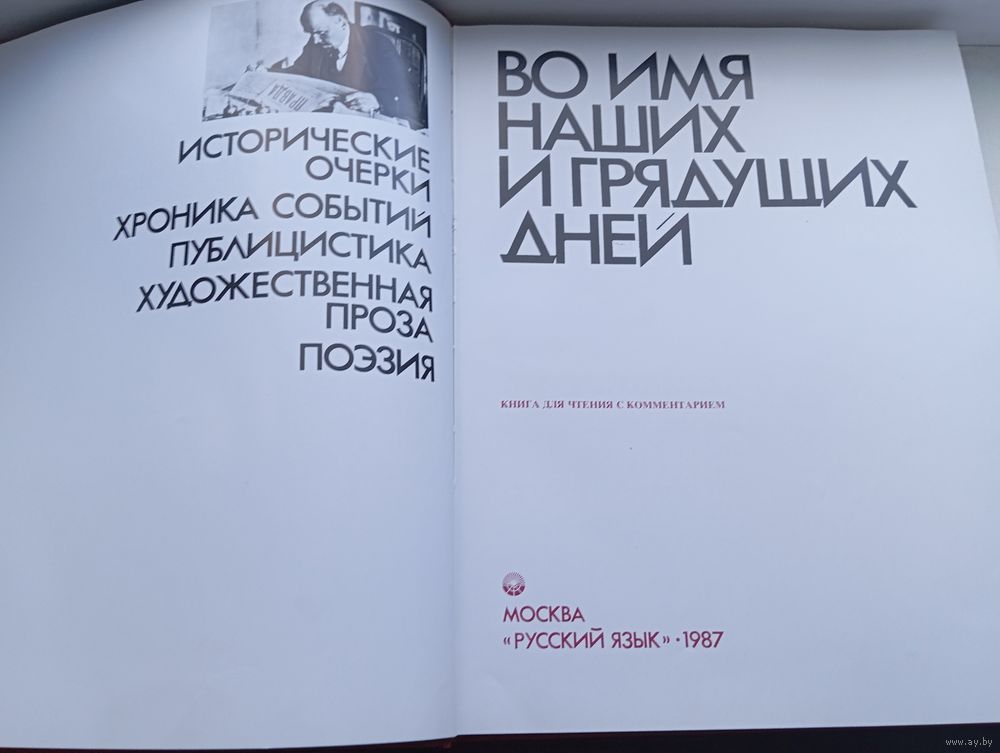 ПРАВДА
ИСТОРИЧЕСКИЕ
ОЧЕРКИ
ХРОНИКА СОБЫТИЙ
ПУБЛИЦИСТИКА
ХУДОЖЕСТВЕННАЯ
ПРОЗА
ПОЭЗИЯ
ВО ИМЯ
НАШИХ
И ГРЯДУЩИХ
ДНЕЙ
КНИГА ДЛЯ ЧТЕНИЯ С КОММЕНТАРИЕМ
МОСКВА
«РУССКИЙ ЯЗЫК» · 1987
www.ay.by